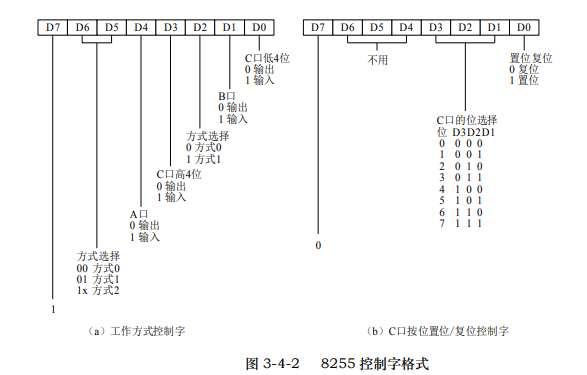 D7 D6 D5 D4 D3 D2 D1 D0
C口低4位
0 输出
1 输入
B口
0 输出
1 输入
方式选择
0 方式0
1 方式1
C口高4位
0 输出
1 输入
A口
0 输出
1 输入
方式选择
00 方式0
01 方式1
1x 方式2
1
(a)工作方式控制字
D7 D6 D5 D4 D3 D2 D1 D0
不用
置位复位
0 复位
1 置位
C口的位选择
位 D3D2D1
0 0 0 0
1 0 0 1
2 0 1 0
3 0 1 1
4 1 0 0
5 1 0 1
6 1 1 0
7 1 1 1
0
(b)C口按位置位/复位控制字
图 3-4-2 8255 控制字格式